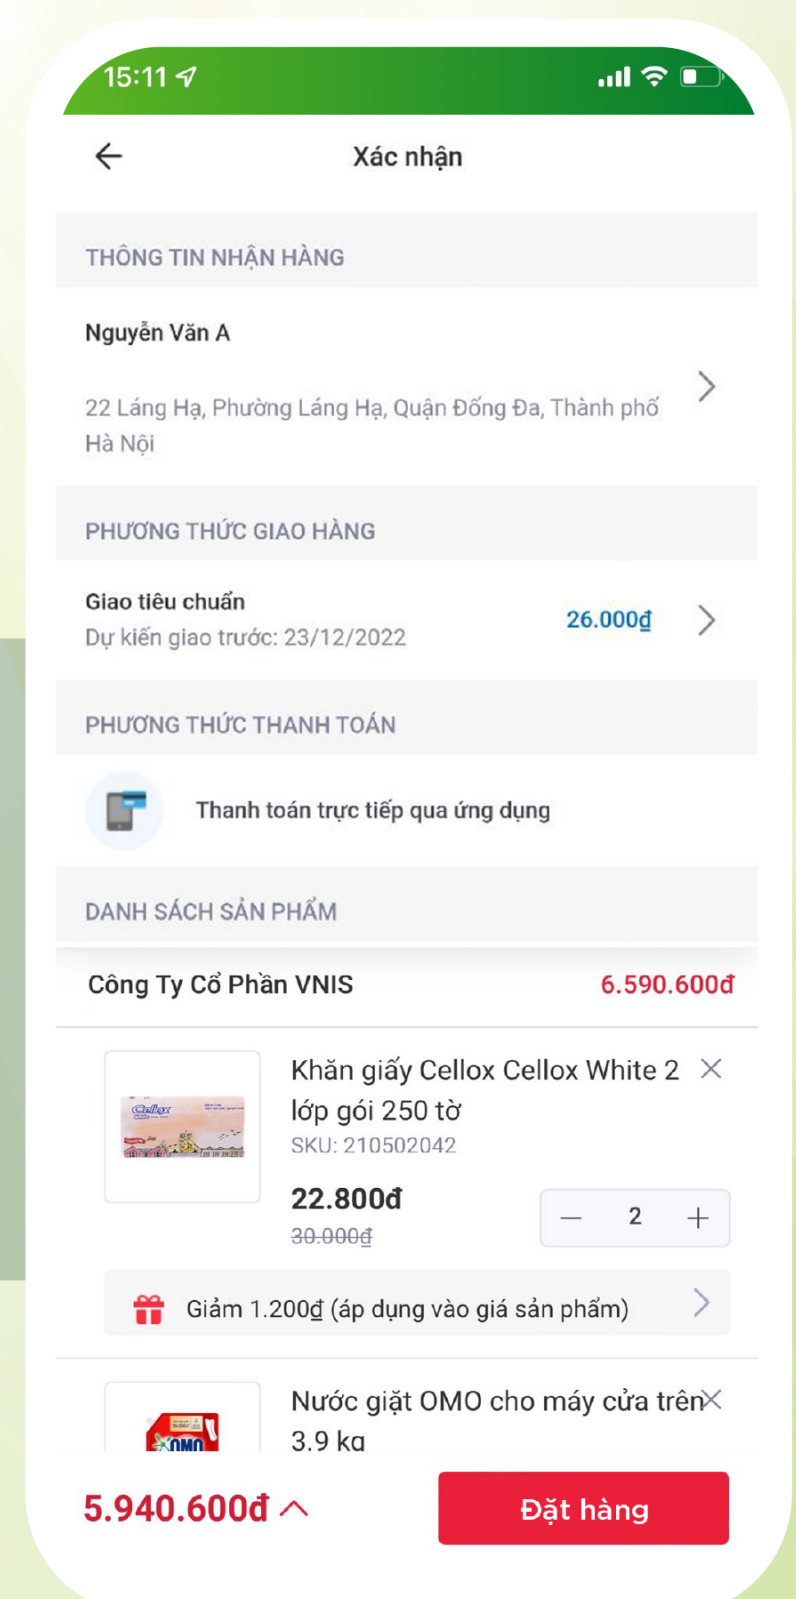 15:11
Xác nhận
THÔNG TIN NHẬN HÀNG
Nguyễn Văn A
22 Láng Hạ, Phường Láng Hạ, Quận Đống Đa, Thành phố
Hà Nội
PHƯƠNG THỨC GIAO HÀNG
Giao tiêu chuẩn
26.000₫
Dự kiến giao trước: 23/12/2022
PHƯƠNG THỨC THANH TOÁN
Thanh toán trực tiếp qua ứng dụng
DANH SÁCH SẢN PHẨM
Công Ty Cổ Phần VNIS 6.590.600đ
Khăn giấy Cellox Cellox White 2
lớp gói 250 tờ
SKU: 210502042
Cellox
22.800đ
30.000₫
2
Giảm 1.200₫ (áp dụng vào giá sản phẩm)
Nước giặt OMO cho máy cửa trên
3.9 kg
OMO
5.940.600đ
Đặt hàng